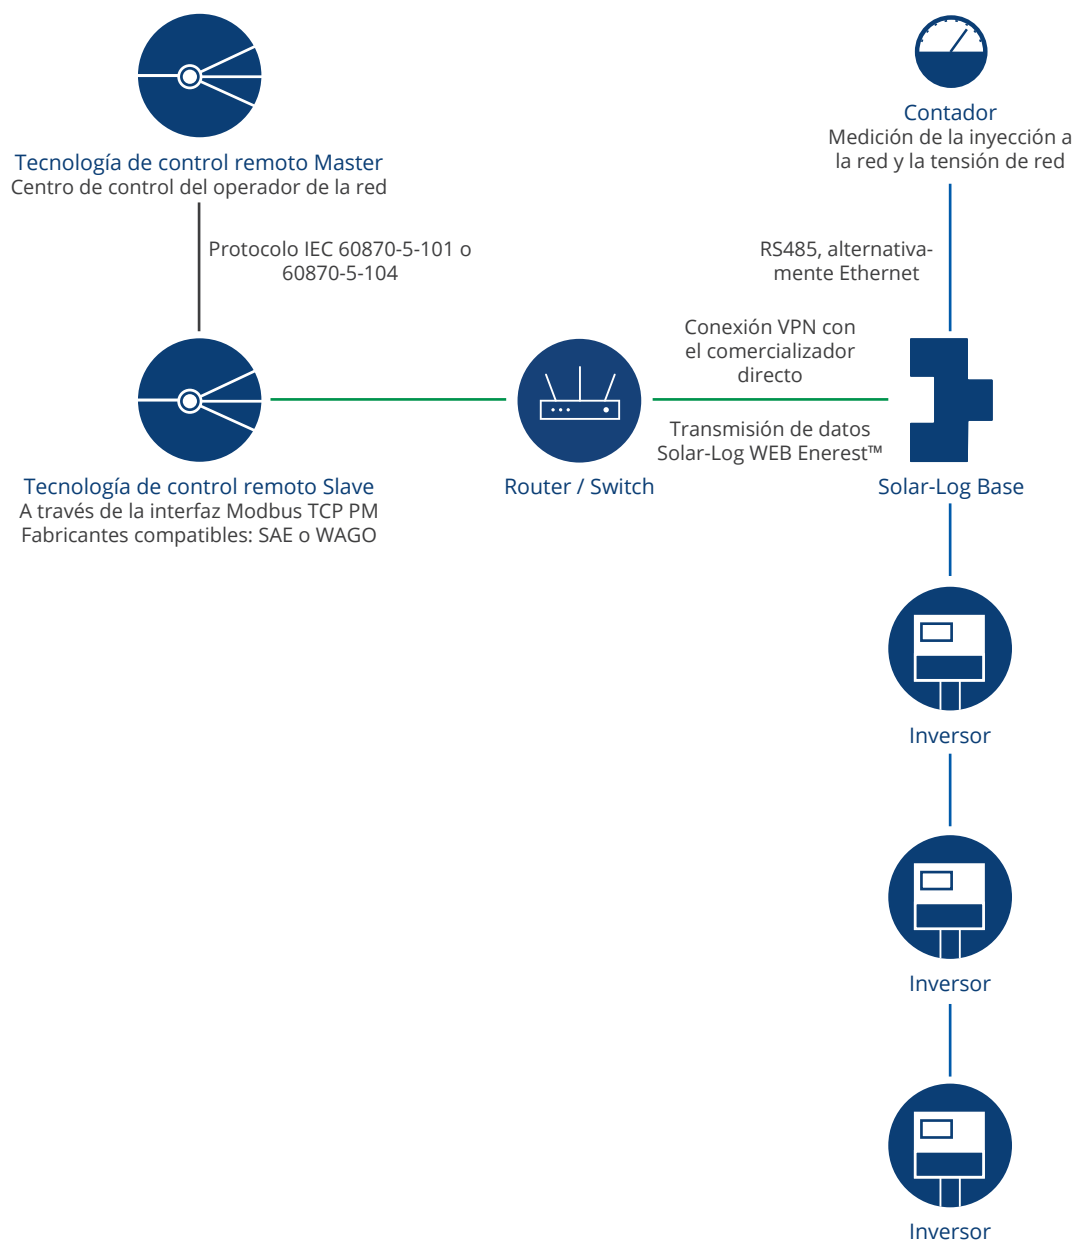 Tecnología de control remoto Master
Centro de control del operador de la red
Contador
Medición de la inyección a
la red y la tensión de red
Protocolo IEC 60870-5-101 o
60870-5-104
RS485, alternativa-
mente Ethernet
Conexión VPN con
el comercializador
directo
Transmisión de datos
Solar-Log WEB Enerest™
Tecnología de control remoto Slave
A través de la interfaz Modbus TCP PM
Fabricantes compatibles: SAE o WAGO
Router / Switch
Solar-Log Base
Inversor
Inversor
Inversor